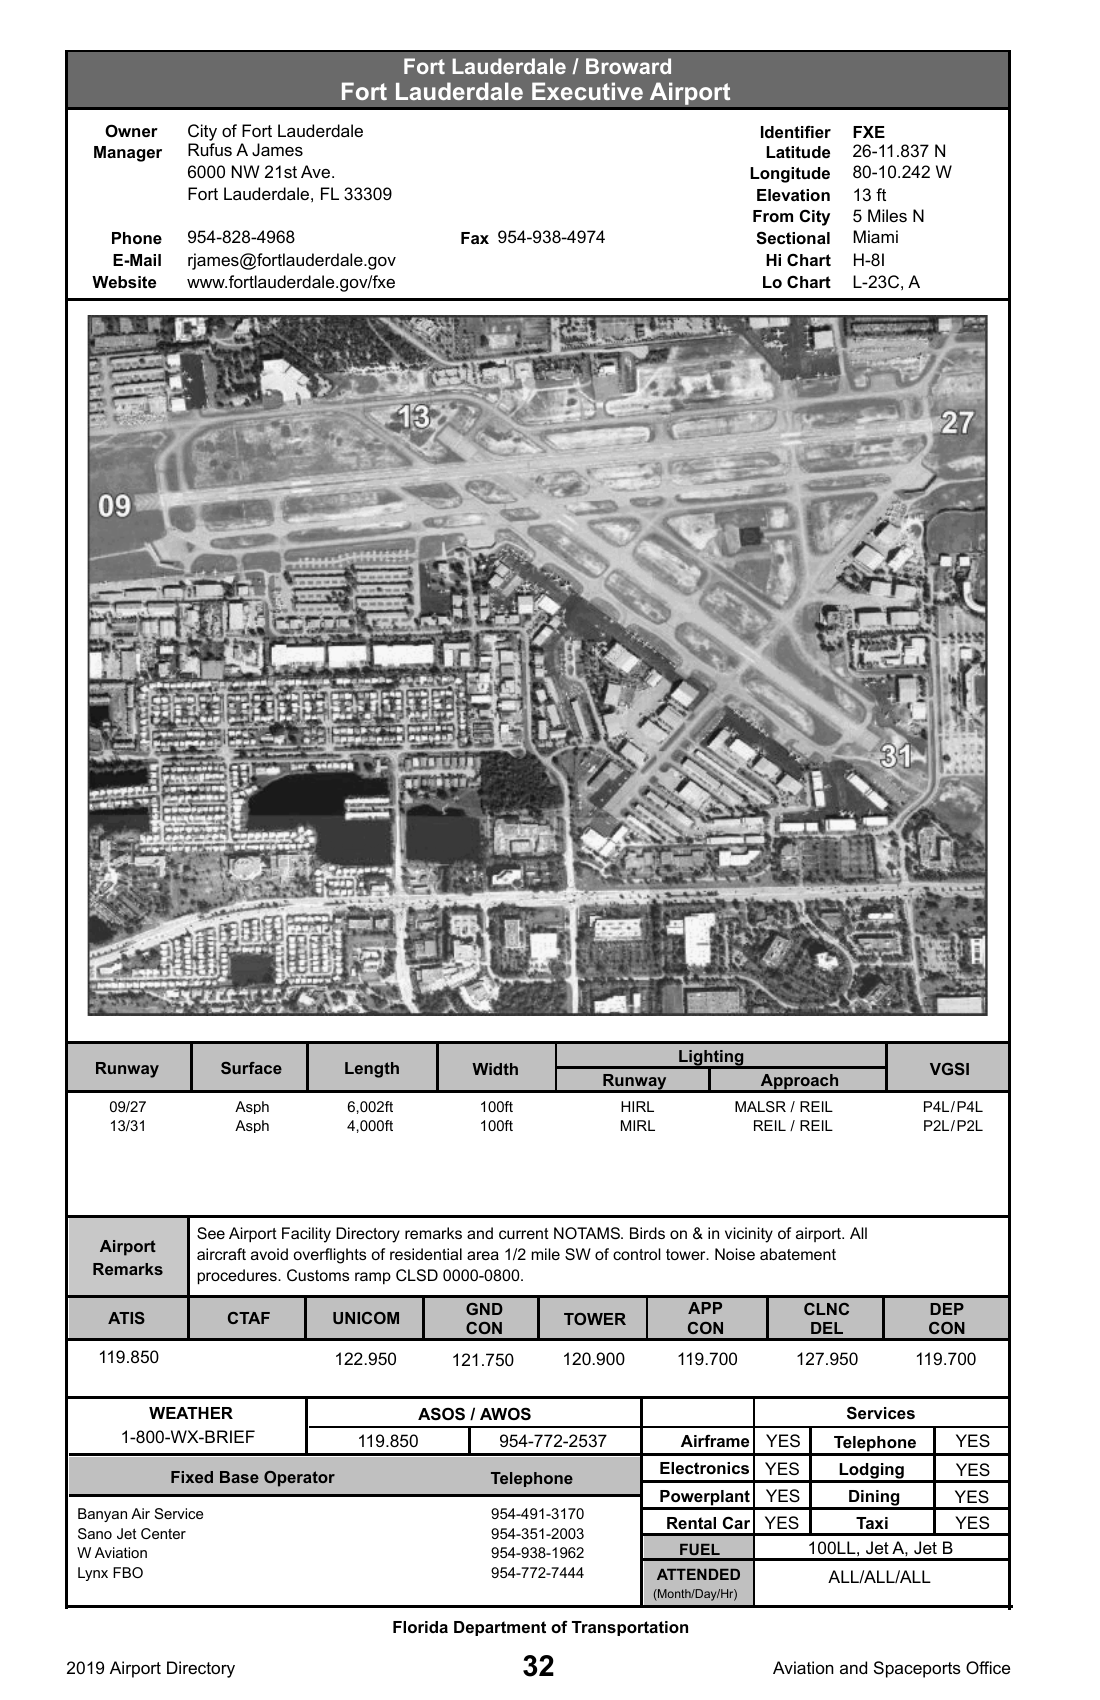 Fort Lauderdale / Broward
Fort Lauderdale Executive Airport
Owner City of Fort Lauderdale
Manager Rufus A James
6000 NW 21st Ave.
Fort Lauderdale, FL 33309
Phone 954-828-4968 Fax 954-938-4974
E-Mail rjames@fortlauderdale.gov
Website www.fortlauderdale.gov/fxe
Identifier FXE
Latitude 26-11.837 N
Longitude 80-10.242 W
Elevation 13 ft
From City 5 Miles N
Sectional Miami
Hi Chart H-8I
Lo Chart L-23C, A
13
27
09
31
Runway Surface Length Width Lighting VGSI
Runway Approach
09/27 Asph 6,002ft 100ft HIRL MALSR / REIL P4L/P4L
13/31 Asph 4,000ft 100ft MIRL REIL / REIL P2L/P2L
Airport Remarks
See Airport Facility Directory remarks and current NOTAMS. Birds on & in vicinity of airport. All
aircraft avoid overflights of residential area 1/2 mile SW of control tower. Noise abatement
procedures. Customs ramp CLSD 0000-0800.
ATIS CTAF UNICOM GND CON TOWER APP CON CLNC DEL DEP CON
119.850 122.950 121.750 120.900 119.700 127.950 119.700
WEATHER
1-800-WX-BRIEF
ASOS / AWOS
119.850 954-772-2537
Fixed Base Operator Telephone
Banyan Air Service 954-491-3170
Sano Jet Center 954-351-2003
W Aviation 954-938-1962
Lynx FBO 954-772-7444
Services
Airframe YES Telephone YES
Electronics YES Lodging YES
Powerplant YES Dining YES
Rental Car YES Taxi YES
FUEL 100LL, Jet A, Jet B
ATTENDED ALL/ALL/ALL
(Month/Day/Hr)
Florida Department of Transportation
2019 Airport Directory 32 Aviation and Spaceports Office